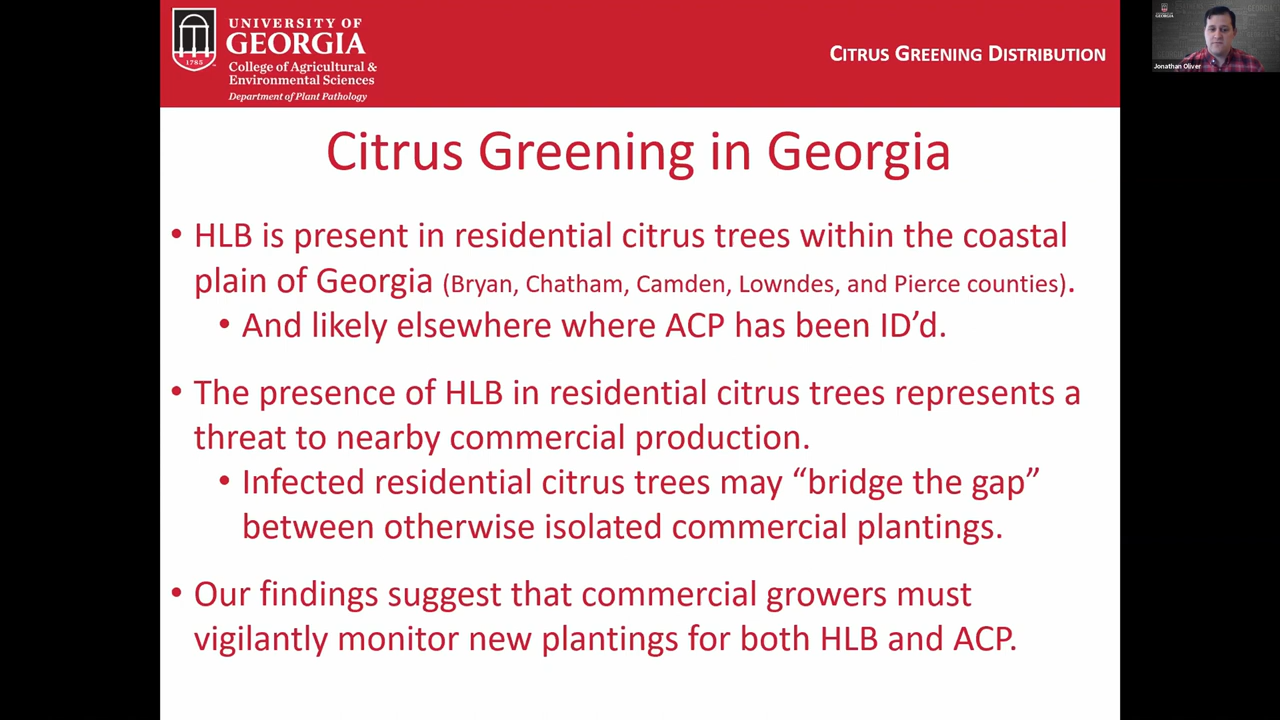 UNIVERSITY OF
GEORGIA
College of Agricultural &
Environmental Sciences
Department of Plant Pathology
1785
CITRUS GREENING DISTRIBUTION
Jonathan Oliver
Citrus Greening in Georgia
• HLB is present in residential citrus trees within the coastal
plain of Georgia (Bryan, Chatham, Camden, Lowndes, and Pierce counties).
• And likely elsewhere where ACP has been ID’d.
• The presence of HLB in residential citrus trees represents a
threat to nearby commercial production.
• Infected residential citrus trees may “bridge the gap”
between otherwise isolated commercial plantings.
• Our findings suggest that commercial growers must
vigilantly monitor new plantings for both HLB and ACP.